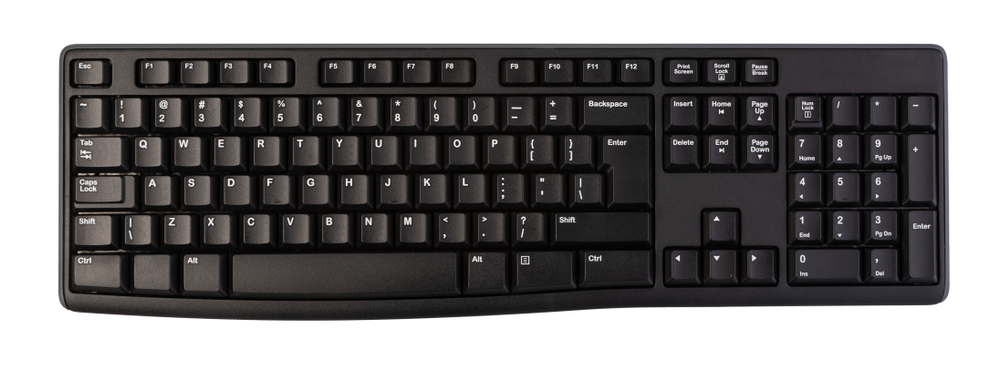 Esc F1 F2 F3 F4 F5 F6 F7 F8 F9 F10 F11 F12 Print Screen Scroll Lock Pause Break
~ ! @ # $ % ^ & * ( ) — + Backspace Insert Home Page Up Num Lock / * –
1 2 3 4 5 6 7 8 9 0 - =
Tab Q W E R T Y U I O P { [ } ] Enter Delete End Page Down 7 Home 8 9 Pg Up +
Caps Lock A S D F G H J K L : ; " ' | \ 4 5 6
Shift | \ Z X C V B N M < , > . ? / Shift 1 End 2 3 Pg Dn Enter
Ctrl Alt Alt Ctrl 0 Ins , Del